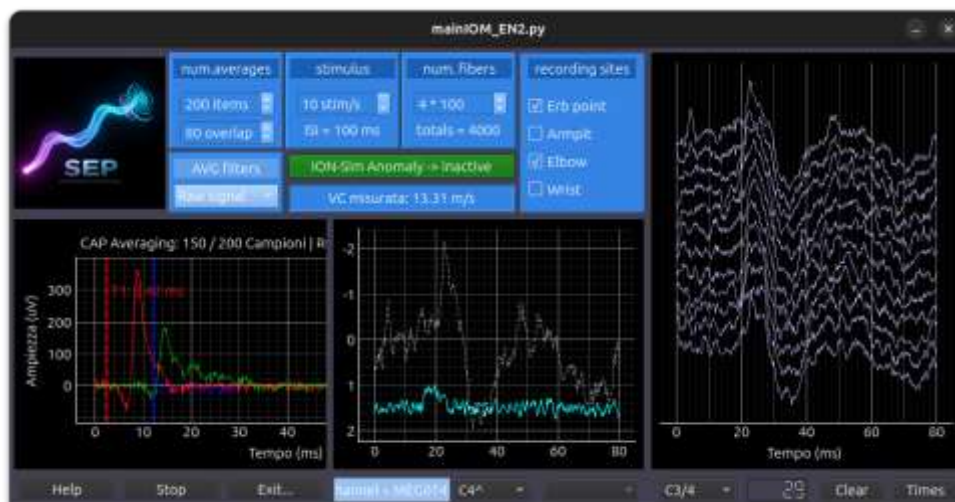 mainIOM_EN2.py
SEP
num.averages
200 items
80 overlap
stimulus
10 stim/s
ISI = 100 ms
num. fibers
4 * 100
totals = 4000
recording sites
Erb point
Armpit
Elbow
Wrist
AVG filters
Raw signal
ION-Sim Anomaly -> Inactive
VC misurata: 13.31 m/s
CAP Averaging: 150 / 200 Campioni | R
Ampiezza (uV)
300
200
100
0
0
10
20
30
40
Tempo (ms)
-2
-1
0
1
2
0
20
40
60
80
0
20
40
60
80
Tempo (ms)
Help
Stop
Exit...
C4^
C3/4
29
Clear
Times